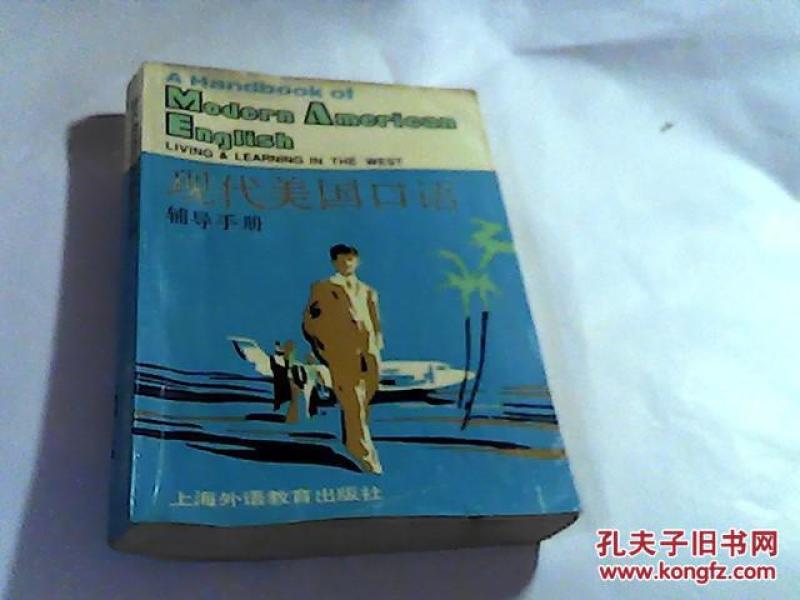 A Handbook of
Modern American
English
LIVING & LEARNING IN THE WEST
现代美国口语
辅导手册
上海外语教育出版社
孔夫子旧书网
www.kongfz.com